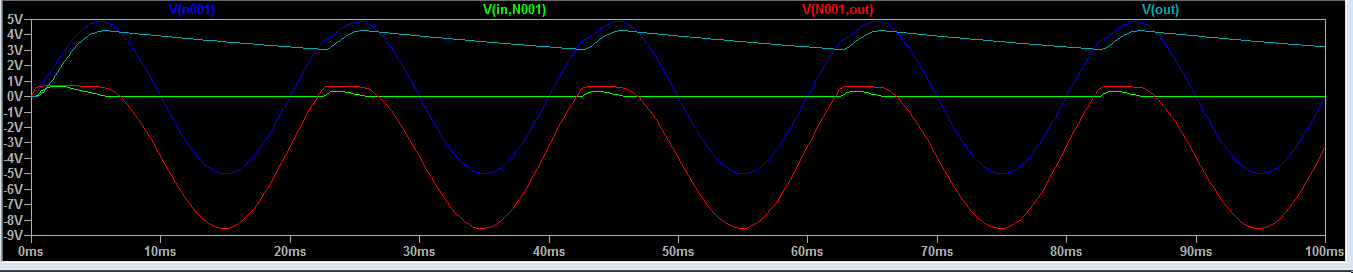 V(n001) V(in,N001) V(N001,out) V(out)
5V
4V
3V
2V
1V
0V
-1V
-2V
-3V
-4V
-5V
-6V
-7V
-8V
-9V
0ms 10ms 20ms 30ms 40ms 50ms 60ms 70ms 80ms 90ms 100ms